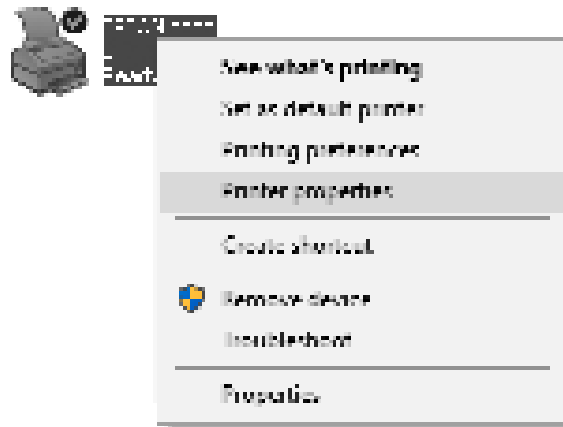 See what's printing
Set as default printer
Printing preferences
Printer properties
Create shortcut
Remove device
Troubleshoot
Properties